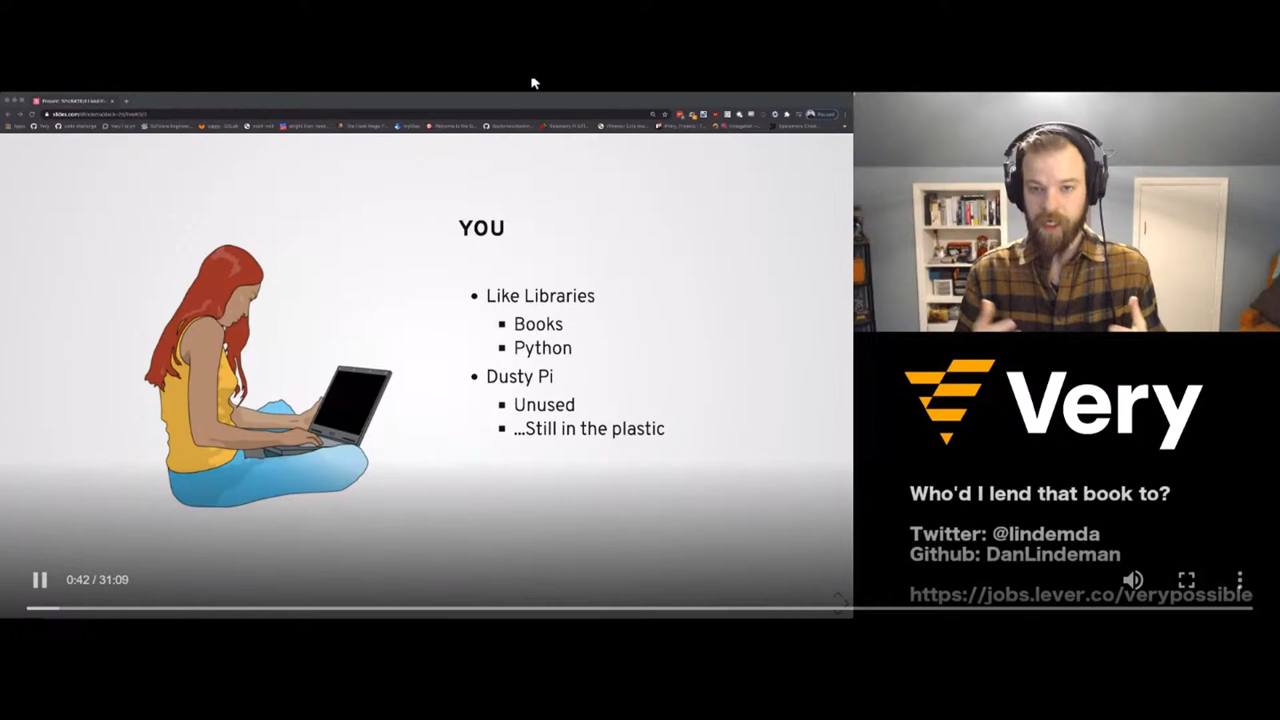 YOU
Like Libraries
Books
Python
Dusty Pi
Unused
...Still in the plastic
0:42 / 31:09
Very
Who'd I lend that book to?
Twitter: @lindemda
Github: DanLindeman
https://jobs.lever.co/verypossible